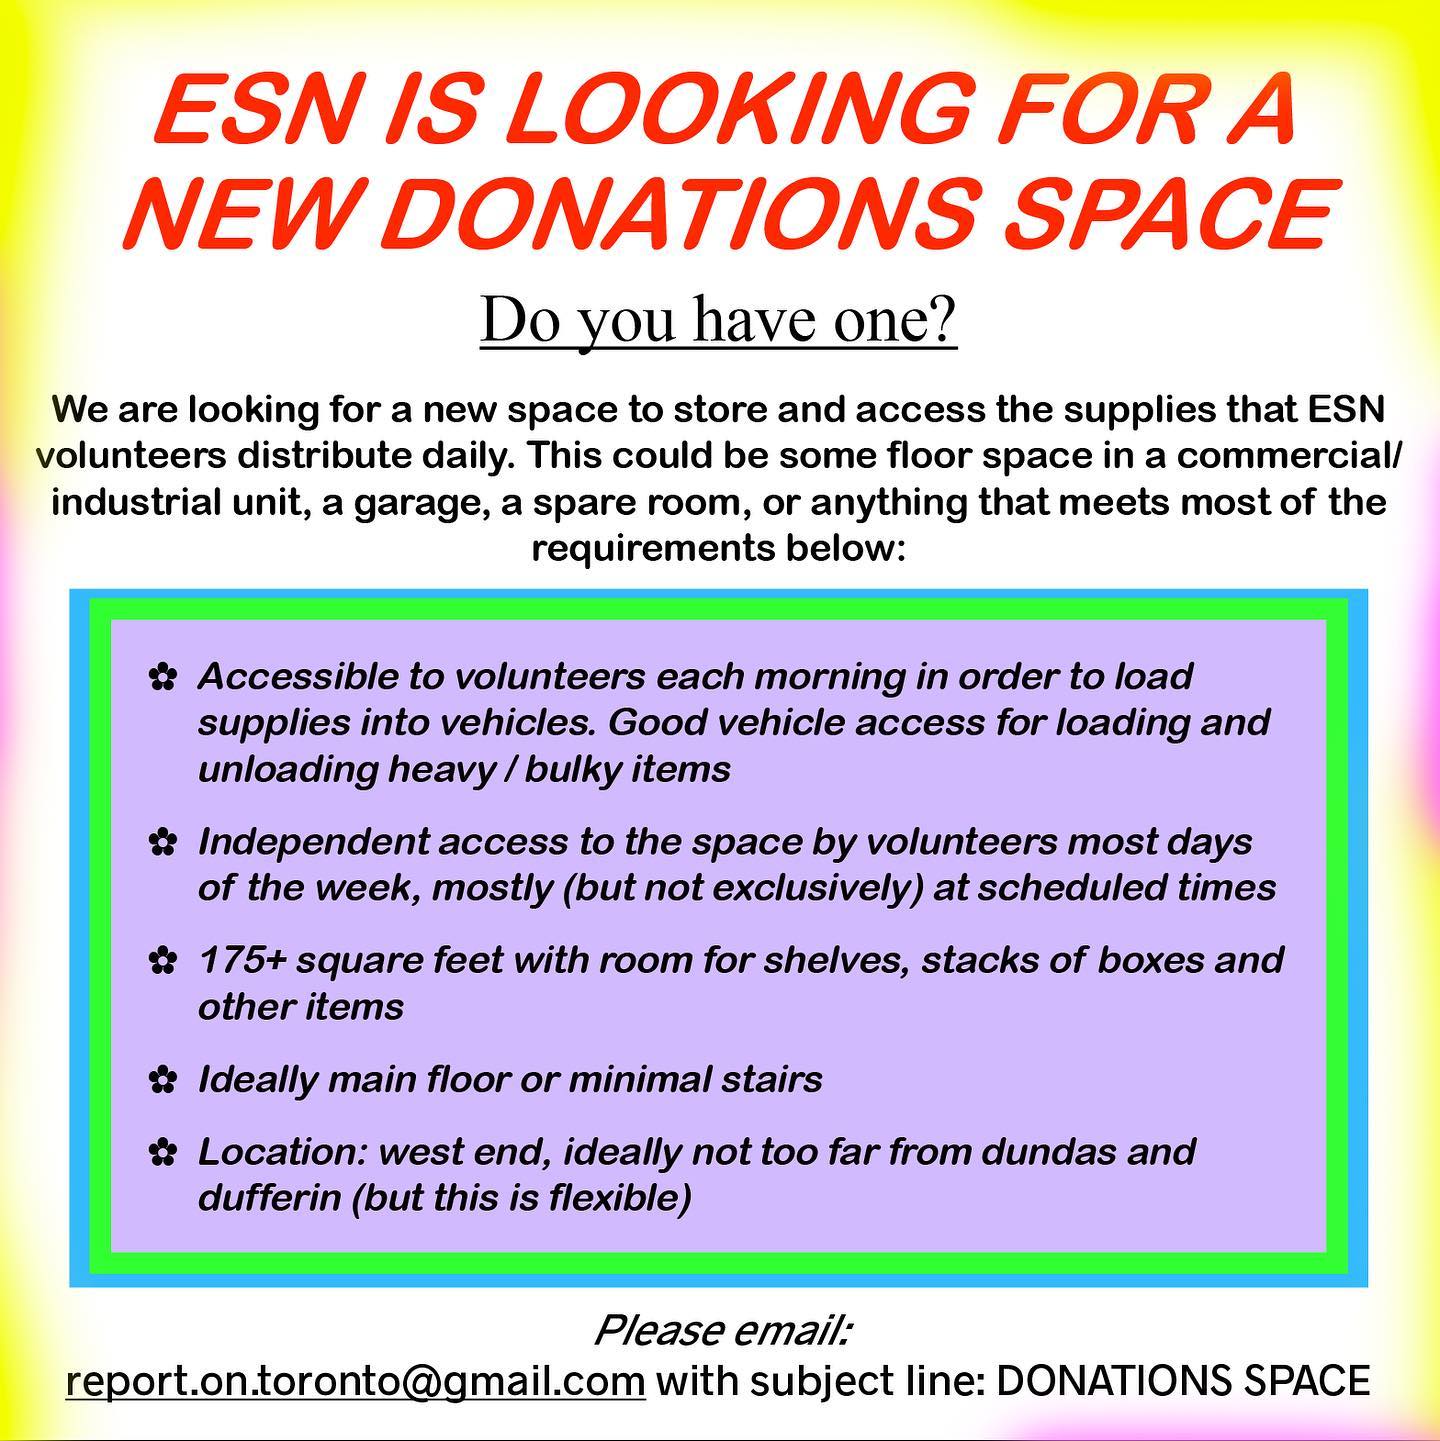 ESN IS LOOKING FOR A
NEW DONATIONS SPACE
Do you have one?
We are looking for a new space to store and access the supplies that ESN
volunteers distribute daily. This could be some floor space in a commercial/
industrial unit, a garage, a spare room, or anything that meets most of the
requirements below:
✿ Accessible to volunteers each morning in order to load
supplies into vehicles. Good vehicle access for loading and
unloading heavy / bulky items
✿ Independent access to the space by volunteers most days
of the week, mostly (but not exclusively) at scheduled times
✿ 175+ square feet with room for shelves, stacks of boxes and
other items
✿ Ideally main floor or minimal stairs
✿ Location: west end, ideally not too far from dundas and
dufferin (but this is flexible)
Please email:
report.on.toronto@gmail.com with subject line: DONATIONS SPACE